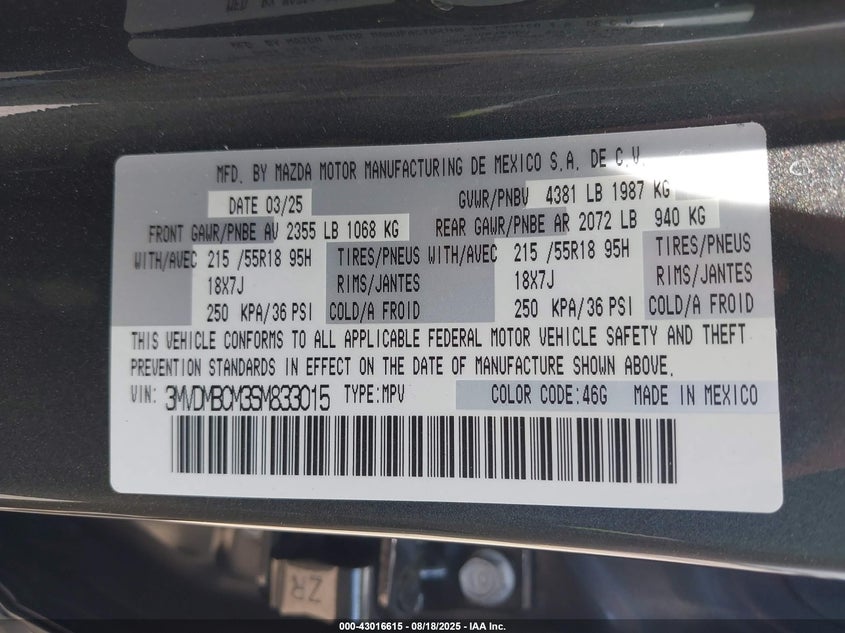 MFD. BY MAZDA MOTOR MANUFACTURING DE MEXICO S.A. DE C.V.
DATE 03/25 GVWR/PNBV 4381 LB 1987 KG
FRONT GAWR/PNBE AV 2355 LB 1068 KG REAR GAWR/PNBE AR 2072 LB 940 KG
WITH/AVEC 215 /55R18 95H TIRES/PNEUS WITH/AVEC 215 /55R18 95H TIRES/PNEUS
18X7J RIMS/JANTES 18X7J RIMS/JANTES
250 KPA/36 PSI COLD/A FROID 250 KPA/36 PSI COLD/A FROID
THIS VEHICLE CONFORMS TO ALL APPLICABLE FEDERAL MOTOR VEHICLE SAFETY AND THEFT
PREVENTION STANDARDS IN EFFECT ON THE DATE OF MANUFACTURE SHOWN ABOVE.
VIN: 3MVDMBCM3SM833015 TYPE:MPV COLOR CODE:46G MADE IN MEXICO
ZR
000-43016615 - 08/18/2025 - IAA Inc.